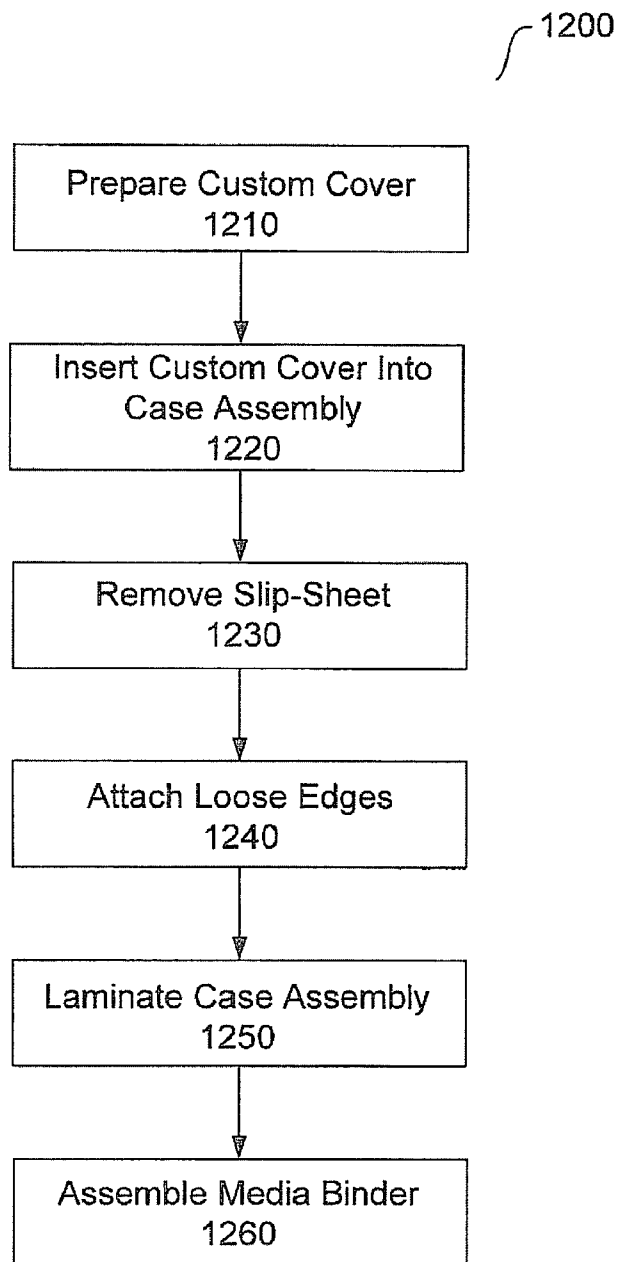 1200
Prepare Custom Cover
1210
Insert Custom Cover Into
Case Assembly
1220
Remove Slip-Sheet
1230
Attach Loose Edges
1240
Laminate Case Assembly
1250
Assemble Media Binder
1260